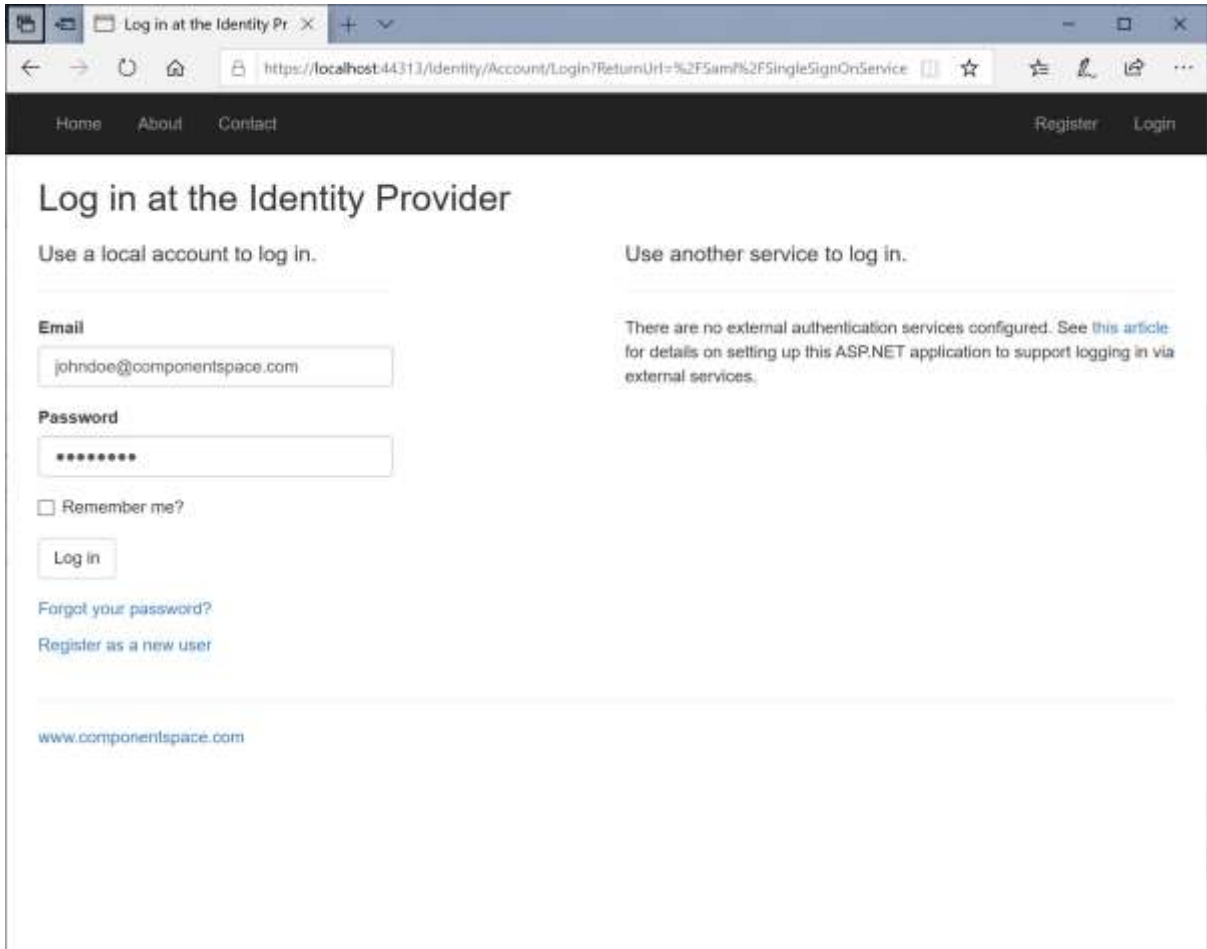 Log in at the Identity Pr
https://localhost:44313/Identity/Account/Login?ReturnUrl=%2FSaml%2FSingleSignOnService
Home About Contact Register Login
Log in at the Identity Provider
Use a local account to log in.
Email
johndoe@componentspace.com
Password
Remember me?
Log in
Forgot your password?
Register as a new user
Use another service to log in.
There are no external authentication services configured. See this article
for details on setting up this ASP.NET application to support logging in via
external services.
www.componentspace.com